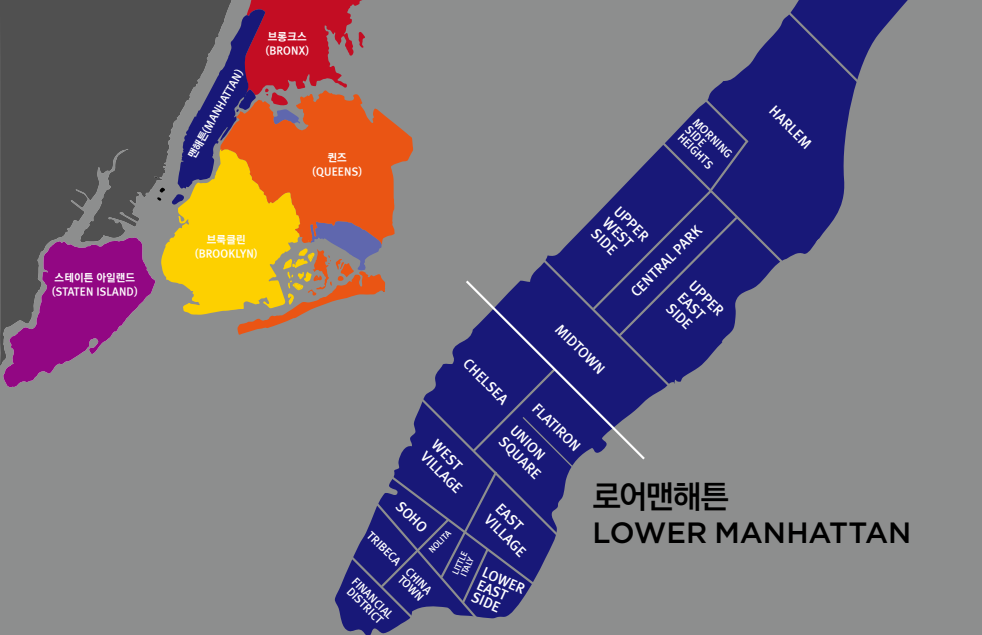 브롱크스
(BRONX)
맨해튼(MANHATTAN)
퀸즈
(QUEENS)
브룩클린
(BROOKLYN)
스테이튼 아일랜드
(STATEN ISLAND)
HARLEM
MORNING
SIDE
HEIGHTS
UPPER
WEST
SIDE
CENTRAL PARK
UPPER
EAST
SIDE
MIDTOWN
CHELSEA
FLATIRON
UNION
SQUARE
WEST
VILLAGE
EAST
VILLAGE
SOHO
NOLITA
TRIBECA
LITTLE
ITALY
CHINA
TOWN
LOWER
EAST
SIDE
FINANCIAL
DISTRICT
로어맨해튼
LOWER MANHATTAN